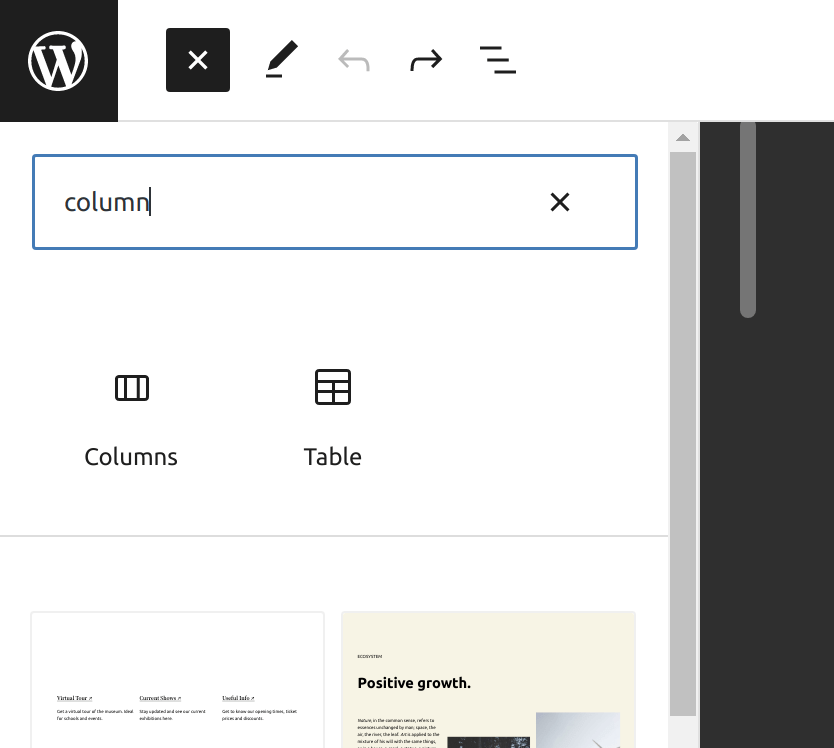 column
Columns
Table
Virtual Tour ↗
Get a virtual tour of the museum. Ideal
for schools and events.
Current Shows ↗
Stay updated and see our current
exhibitions here.
Useful Info ↗
Get to know our opening times, ticket
prices and discounts.
ECOSYSTEM
Positive growth.
Nature, in the common sense, refers to
essences unchanged by man; space, the
air, the river, the leaf. Art is applied to the
mixture of his will with the same things,